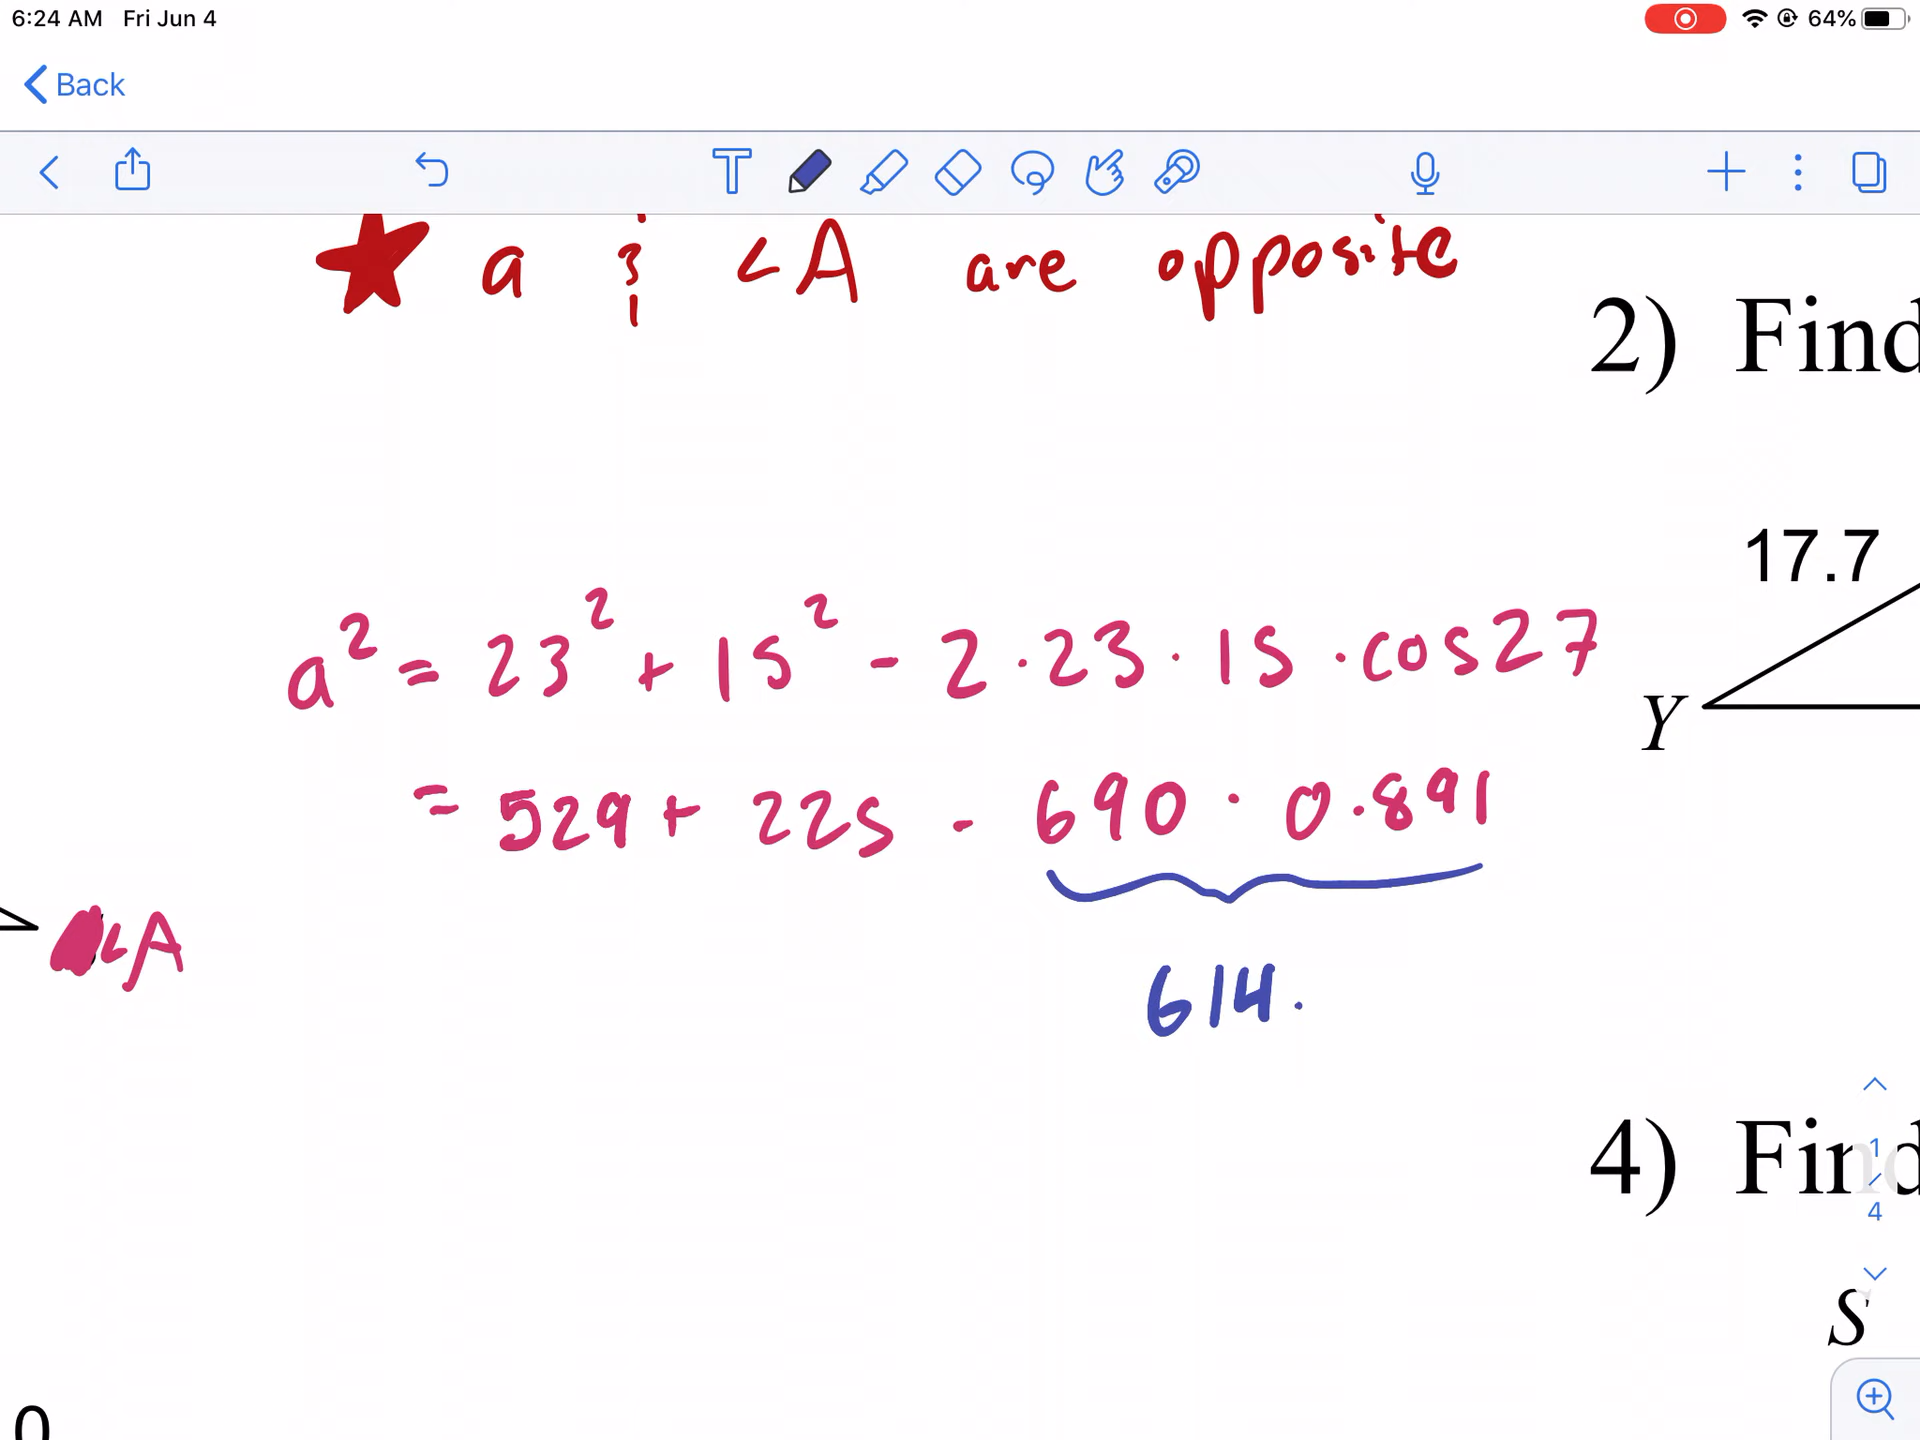 6:24 AM Fri Jun 4
64%
Back
a & <A are opposite
2) Find
17.7
a² = 23² + 15² - 2·23·15·cos27
Y
= 529 + 225 - 690 · 0.891
<A
614.
4) Find
1
/
4
S
0